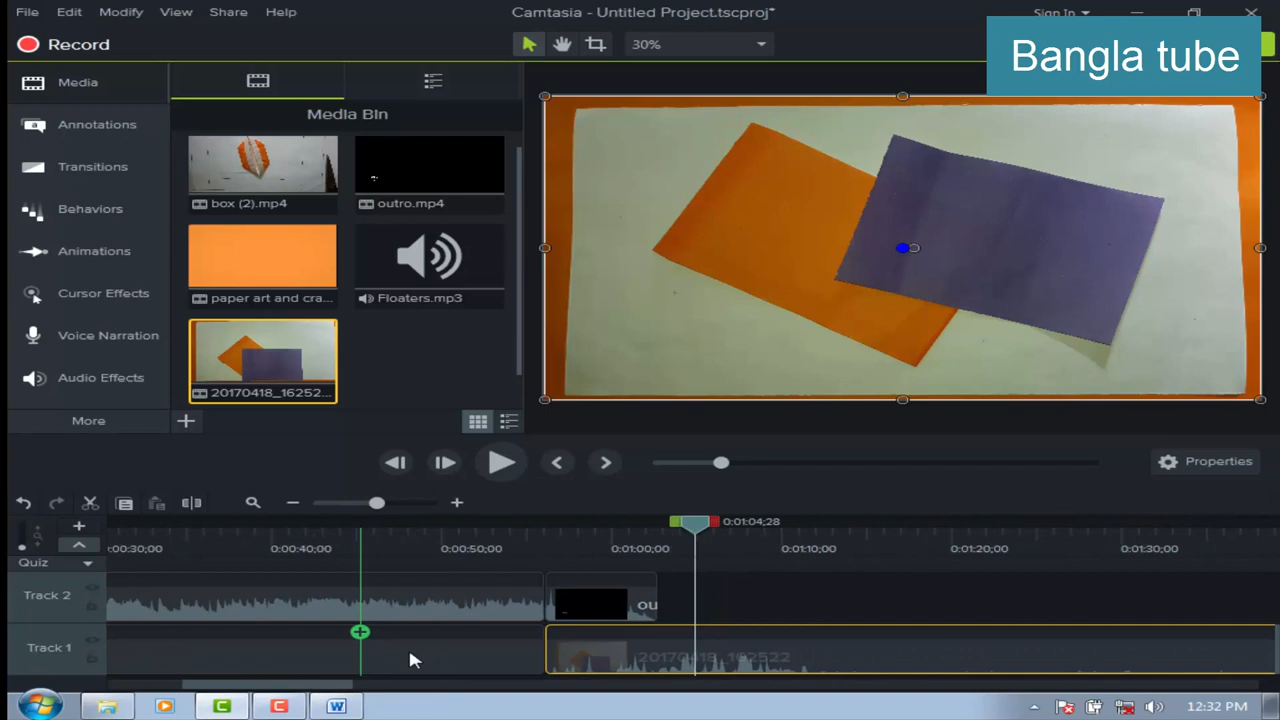 File Edit Modify View Share Help
Camtasia - Untitled Project.tscproj*
Sign In
Record
30%
Bangla tube
Media
Annotations
Transitions
Behaviors
Animations
Cursor Effects
Voice Narration
Audio Effects
More
Media Bin
box (2).mp4
outro.mp4
paper art and cra...
Floaters.mp3
20170418_16252...
Properties
0:01:04;28
:00:30;00
0:00:40;00
0:00:50;00
0:01:00;00
0:01:10;00
0:01:20;00
0:01:30;00
Quiz
Track 2
ou
Track 1
20170418_162522
12:32 PM